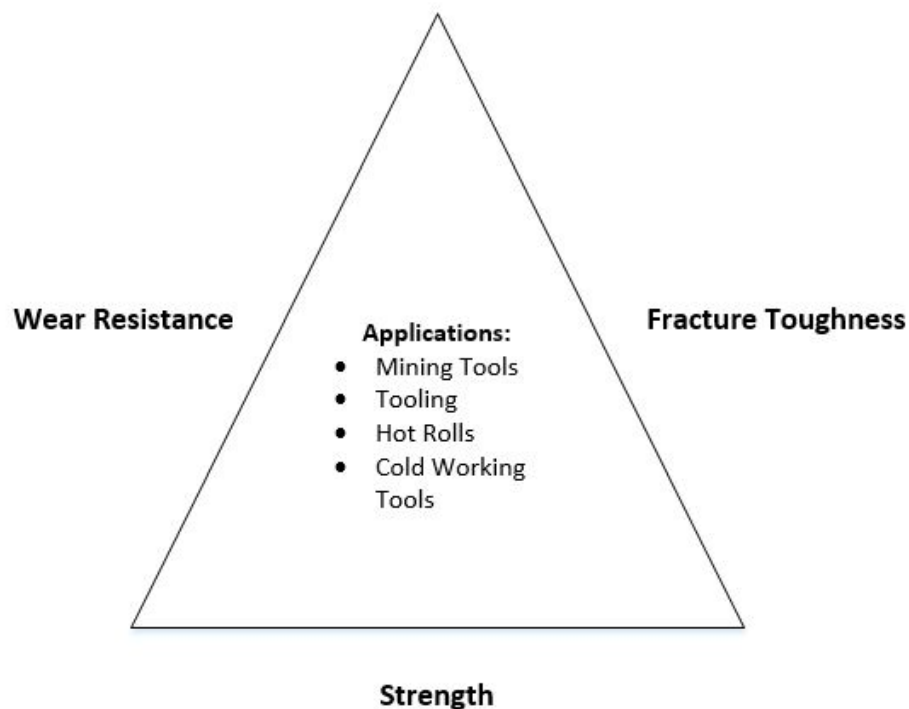 Wear Resistance
Fracture Toughness
Applications:
• Mining Tools
• Tooling
• Hot Rolls
• Cold Working
Tools
Strength